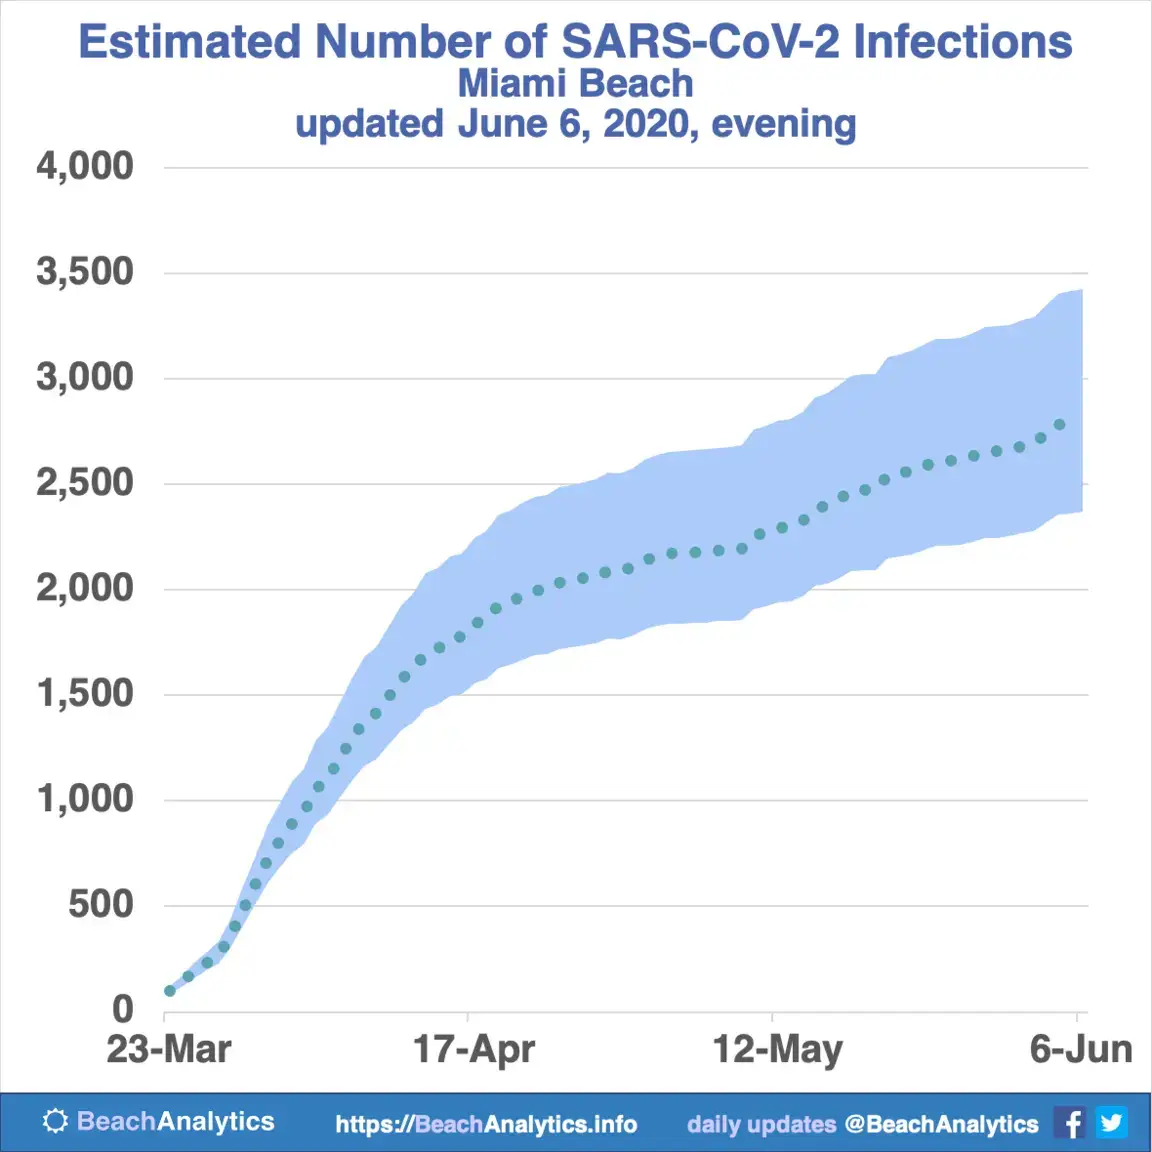 Estimated Number of SARS-CoV-2 Infections
Miami Beach
updated June 6, 2020, evening
4,000
3,500
3,000
2,500
2,000
1,500
1,000
500
0
23-Mar 17-Apr 12-May 6-Jun
BeachAnalytics https://BeachAnalytics.info daily updates @BeachAnalytics